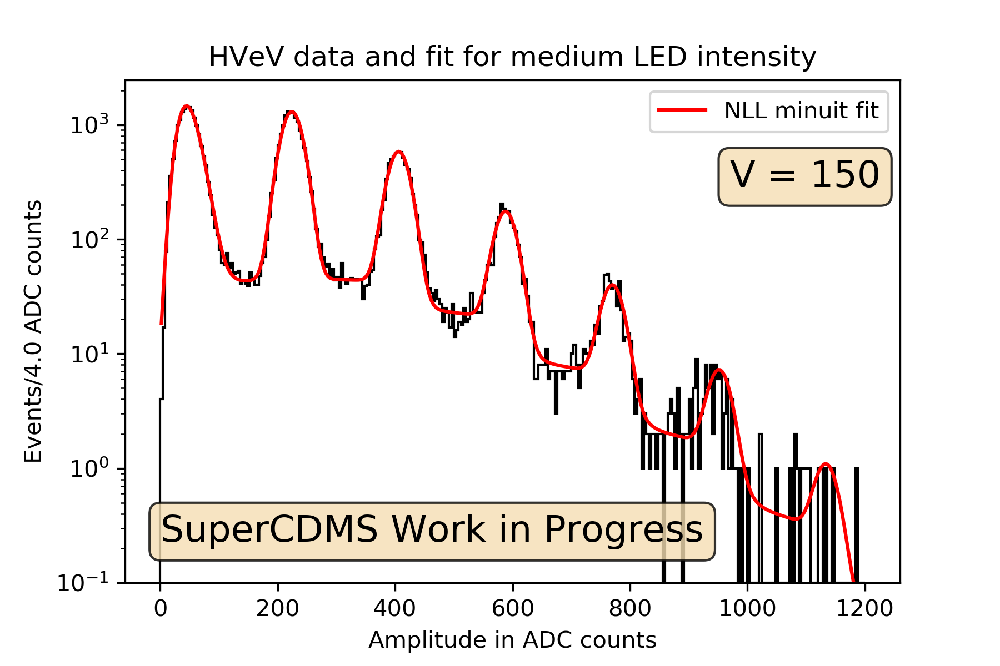 HVeV data and fit for medium LED intensity
NLL minuit fit
V = 150
SuperCDMS Work in Progress
Events/4.0 ADC counts
10³
10²
10¹
10⁰
10⁻¹
0 200 400 600 800 1000 1200
Amplitude in ADC counts